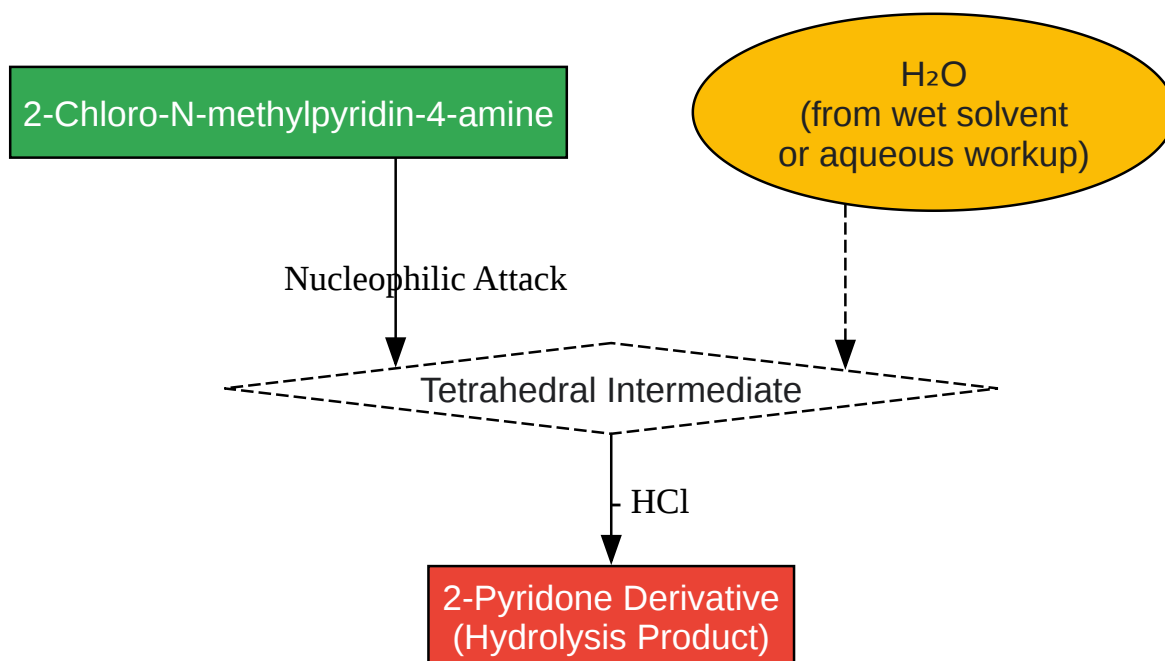 2-Chloro-N-methylpyridin-4-amine
H₂O
(from wet solvent
or aqueous workup)
Nucleophilic Attack
Tetrahedral Intermediate
- HCl
2-Pyridone Derivative
(Hydrolysis Product)